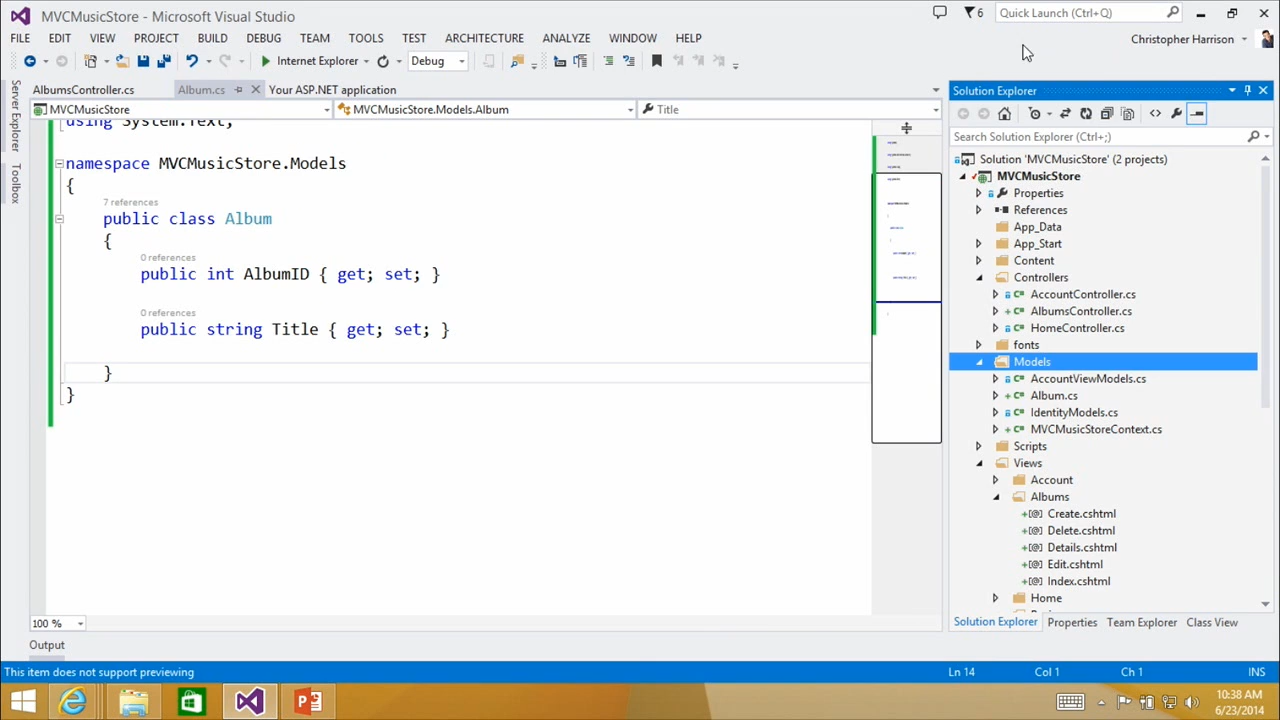 MVCMusicStore - Microsoft Visual Studio
6
Quick Launch (Ctrl+Q)
FILE EDIT VIEW PROJECT BUILD DEBUG TEAM TOOLS TEST ARCHITECTURE ANALYZE WINDOW HELP
Christopher Harrison
Internet Explorer
Debug
Server Explorer
Toolbox
AlbumsController.cs Album.cs Your ASP.NET application
MVCMusicStore MVCMusicStore.Models.Album Title
using System.Text;
namespace MVCMusicStore.Models
{
7 references
public class Album
{
0 references
public int AlbumID { get; set; }
0 references
public string Title { get; set; }
}
}
100 %
Output
Solution Explorer
Search Solution Explorer (Ctrl+;)
Solution 'MVCMusicStore' (2 projects)
MVCMusicStore
Properties
References
App_Data
App_Start
Content
Controllers
AccountController.cs
AlbumsController.cs
HomeController.cs
fonts
Models
AccountViewModels.cs
Album.cs
IdentityModels.cs
MVCMusicStoreContext.cs
Scripts
Views
Account
Albums
Create.cshtml
Delete.cshtml
Details.cshtml
Edit.cshtml
Index.cshtml
Home
Solution Explorer Properties Team Explorer Class View
This item does not support previewing
Ln 14 Col 1 Ch 1 INS
10:38 AM
6/23/2014